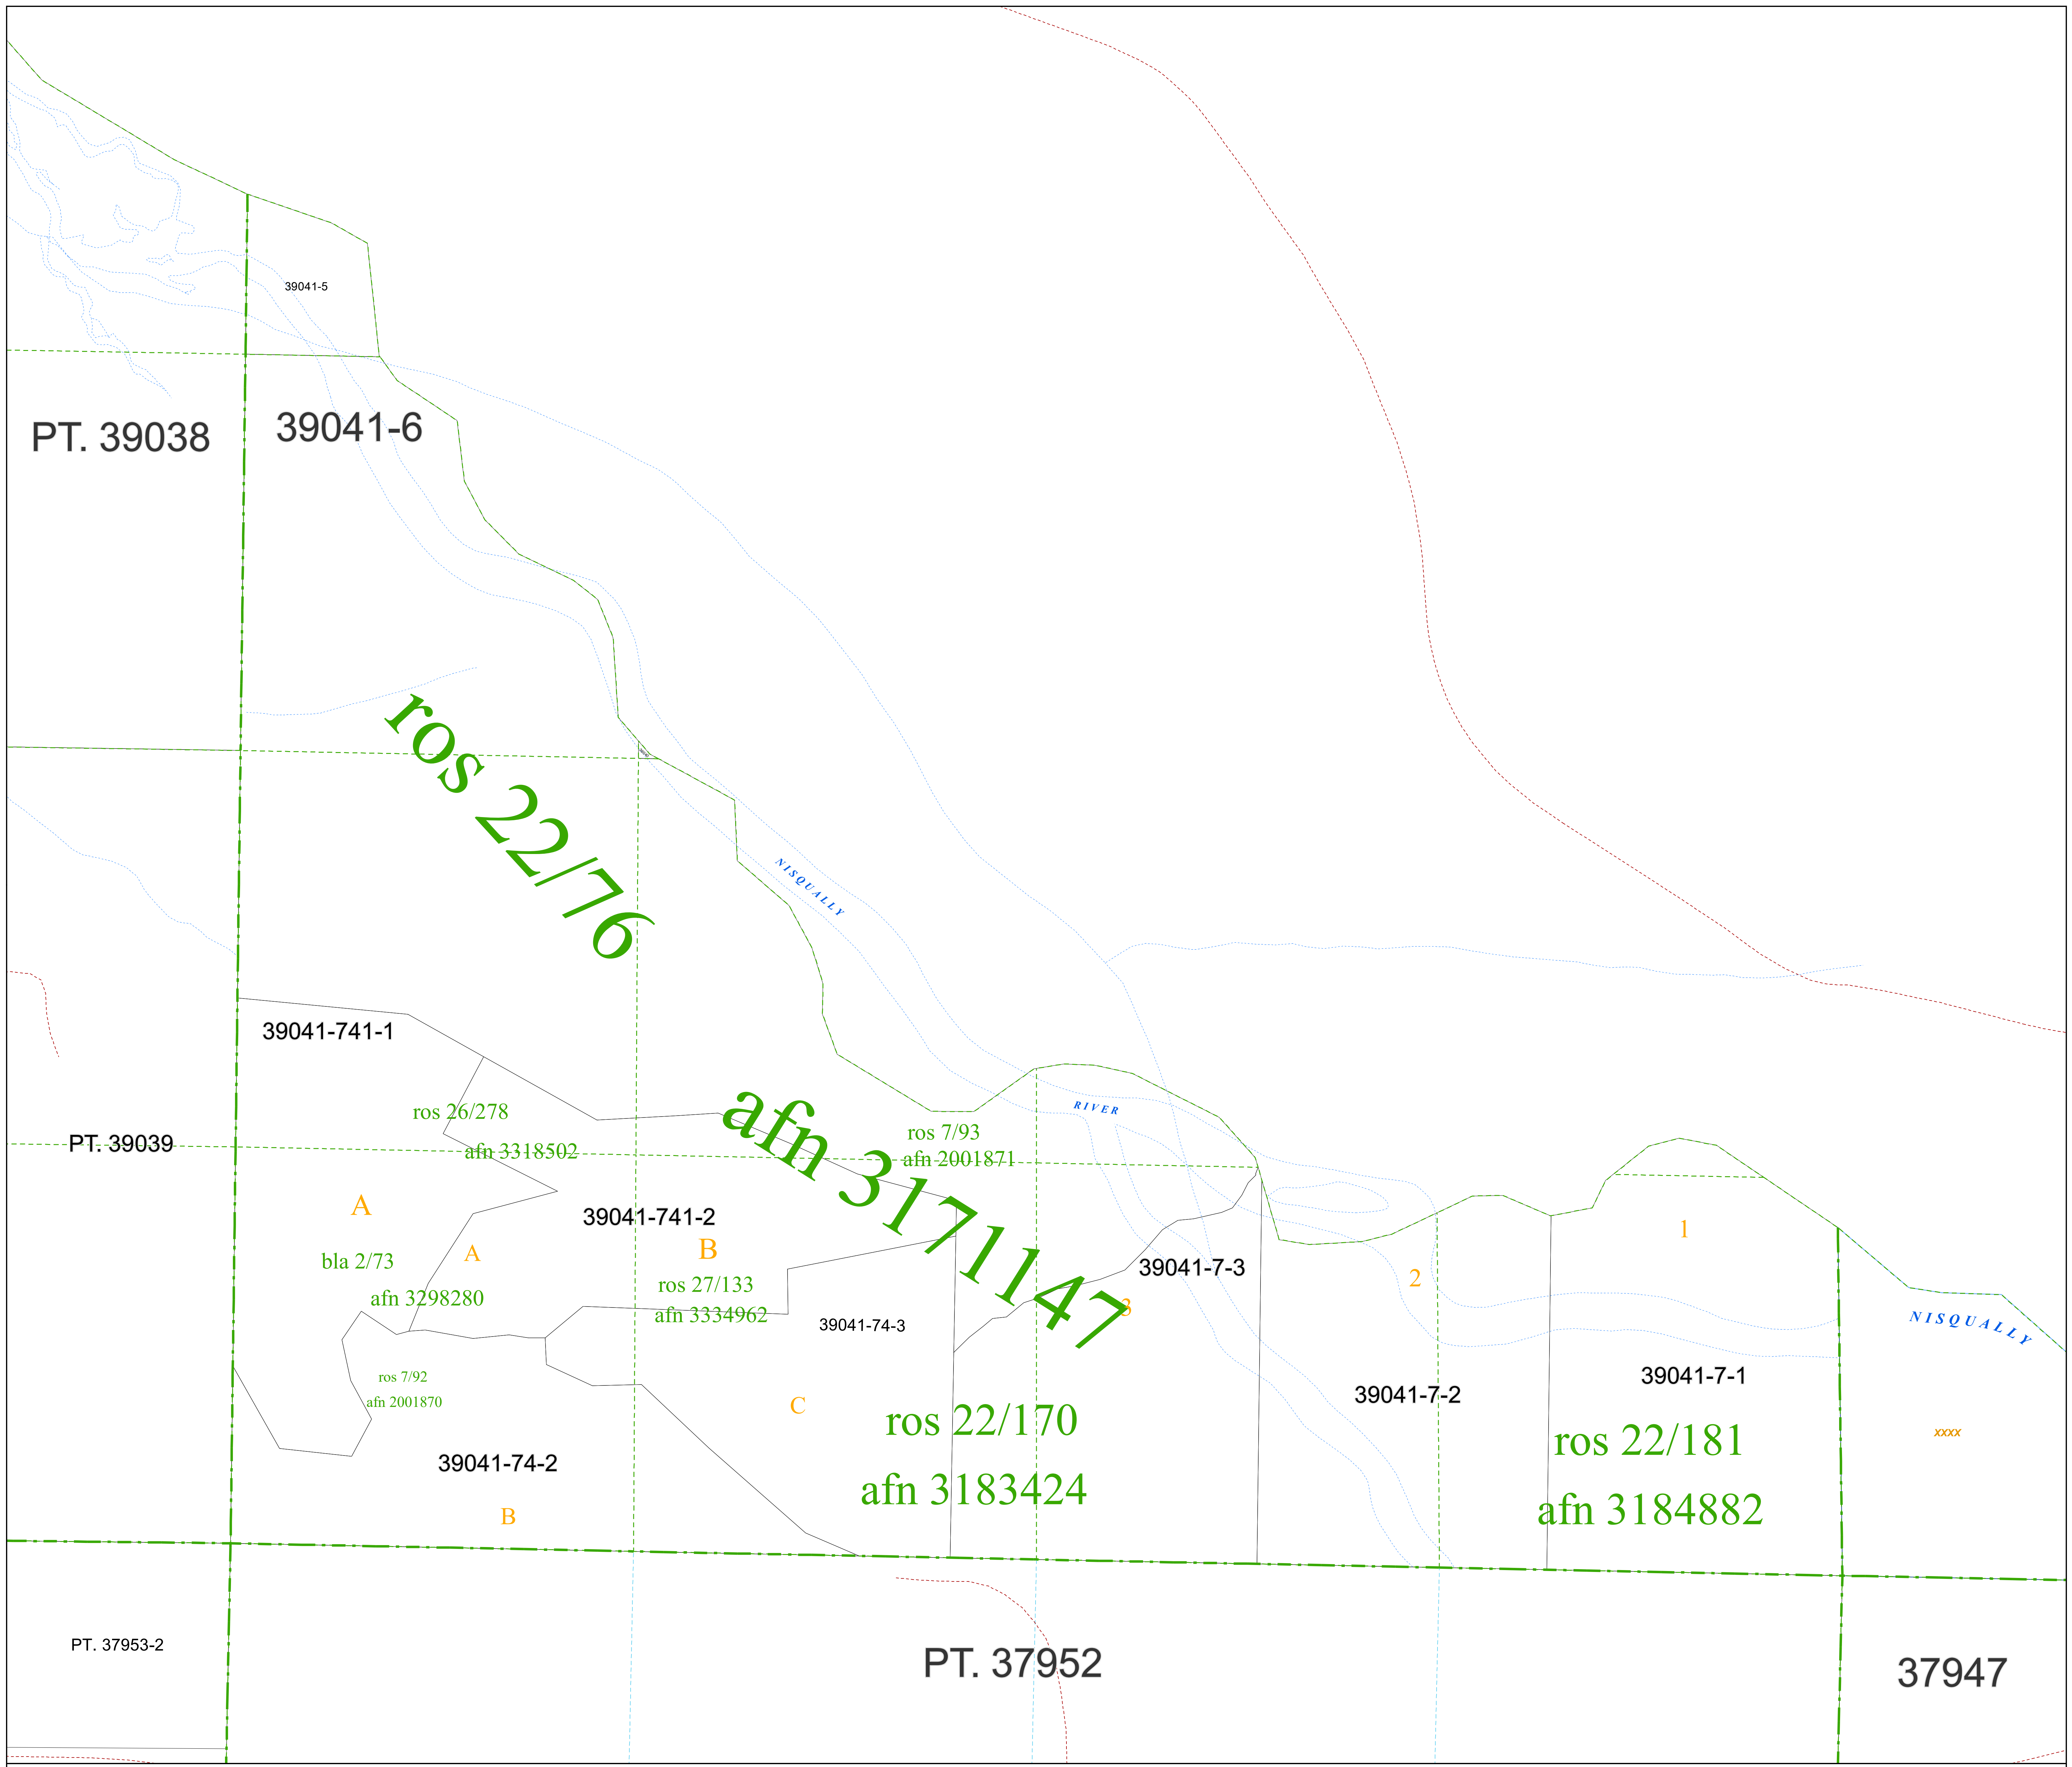 39041-5
PT. 39038
39041-6
ros 22/76
NISQUALLY
39041-741-1
ros 26/278
afn 3318502
afn 3171147
RIVER
ros 7/93
afn 2001871
PT. 39039
A
39041-741-2
B
A
bla 2/73
afn 3298280
ros 27/133
afn 3334962
39041-74-3
39041-7-3
3
2
1
NISQUALLY
ros 7/92
afn 2001870
39041-7-1
39041-7-2
C
ros 22/170
afn 3183424
ros 22/181
afn 3184882
xxxx
39041-74-2
B
PT. 37953-2
PT. 37952
37947